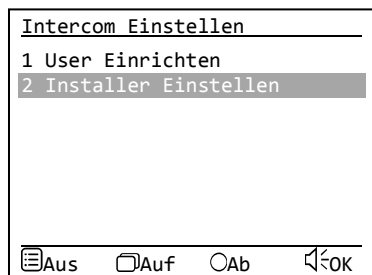 Intercom Einstellen
1 User Einrichten
2 Installer Einstellen
Aus Auf Ab OK